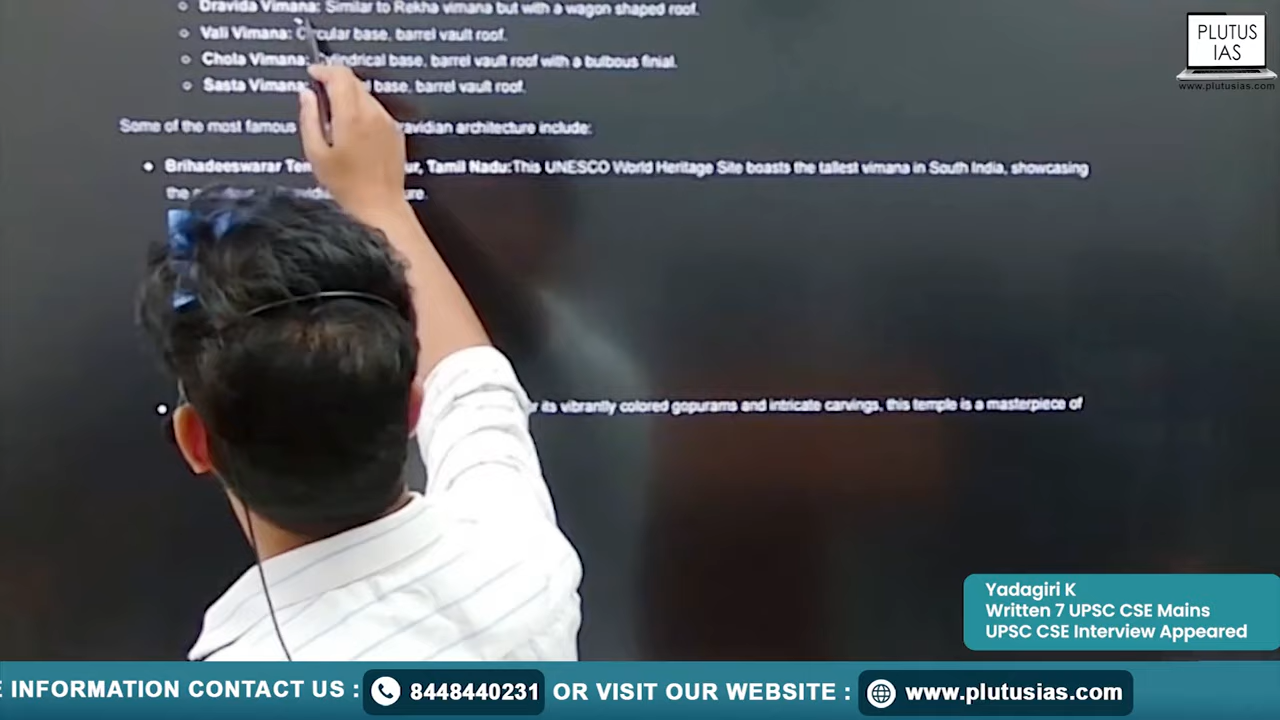 Dravida Vimana: Similar to Rekha vimana but with a wagon shaped roof.
Vali Vimana: Circular base, barrel vault roof.
Chola Vimana: Cylindrical base, barrel vault roof with a bulbous finial.
Sasta Vimana: base, barrel vault roof.
Some of the most famous architecture include:
Brihadeeswarar Tamil Nadu:This UNESCO World Heritage Site boasts the tallest vimana in South India, showcasing
the
its vibrantly colored gopurams and intricate carvings, this temple is a masterpiece of
PLUTUS
IAS
www.plutusias.com
Yadagiri K
Written 7 UPSC CSE Mains
UPSC CSE Interview Appeared
INFORMATION CONTACT US : 8448440231 OR VISIT OUR WEBSITE : www.plutusias.com